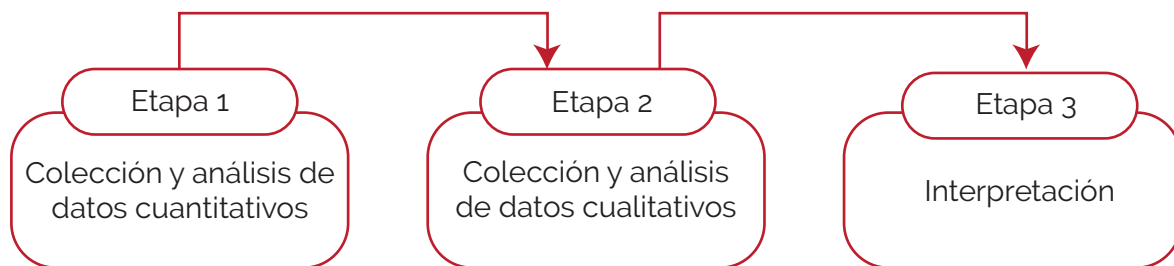 Etapa 1
Colección y análisis de
datos cuantitativos
Etapa 2
Colección y análisis
de datos cualitativos
Etapa 3
Interpretación